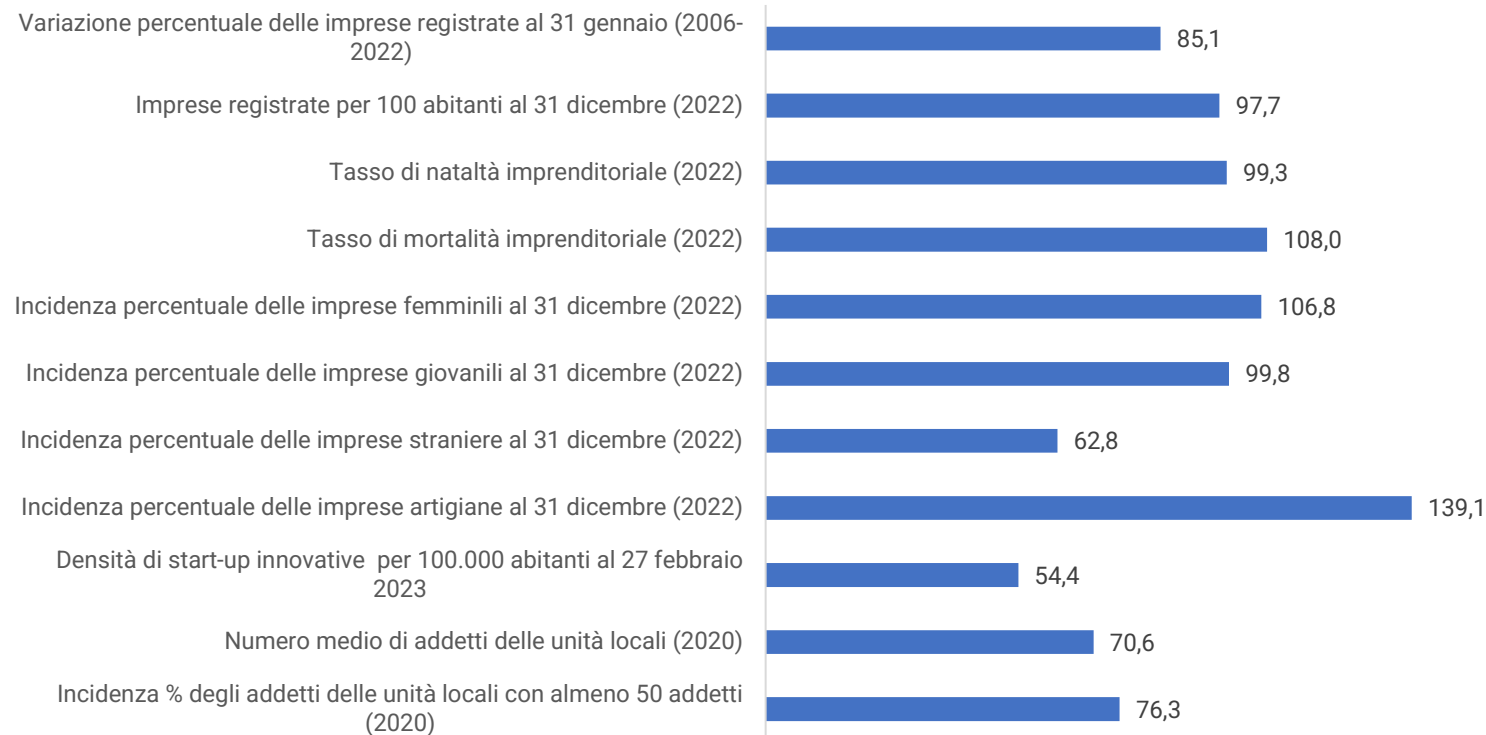 Variazione percentuale delle imprese registrate al 31 gennaio (2006-
2022)
85,1
Imprese registrate per 100 abitanti al 31 dicembre (2022)
97,7
Tasso di nataltà imprenditoriale (2022)
99,3
Tasso di mortalità imprenditoriale (2022)
108,0
Incidenza percentuale delle imprese femminili al 31 dicembre (2022)
106,8
Incidenza percentuale delle imprese giovanili al 31 dicembre (2022)
99,8
Incidenza percentuale delle imprese straniere al 31 dicembre (2022)
62,8
Incidenza percentuale delle imprese artigiane al 31 dicembre (2022)
139,1
Densità di start-up innovative  per 100.000 abitanti al 27 febbraio
2023
54,4
Numero medio di addetti delle unità locali (2020)
70,6
Incidenza % degli addetti delle unità locali con almeno 50 addetti
(2020)
76,3